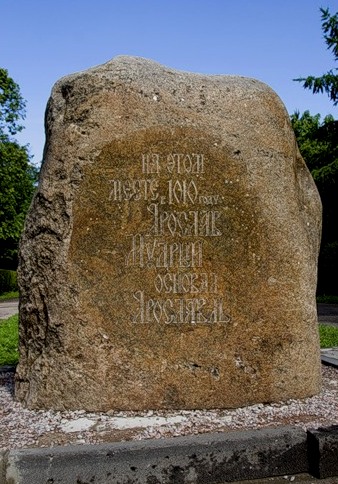 НА ЭТОМ
МЕСТЕ В 1010 ГОДУ
ЯРОСЛАВ
МУДРЫЙ
ОСНОВАЛ
ЯРОСЛАВЛЬ